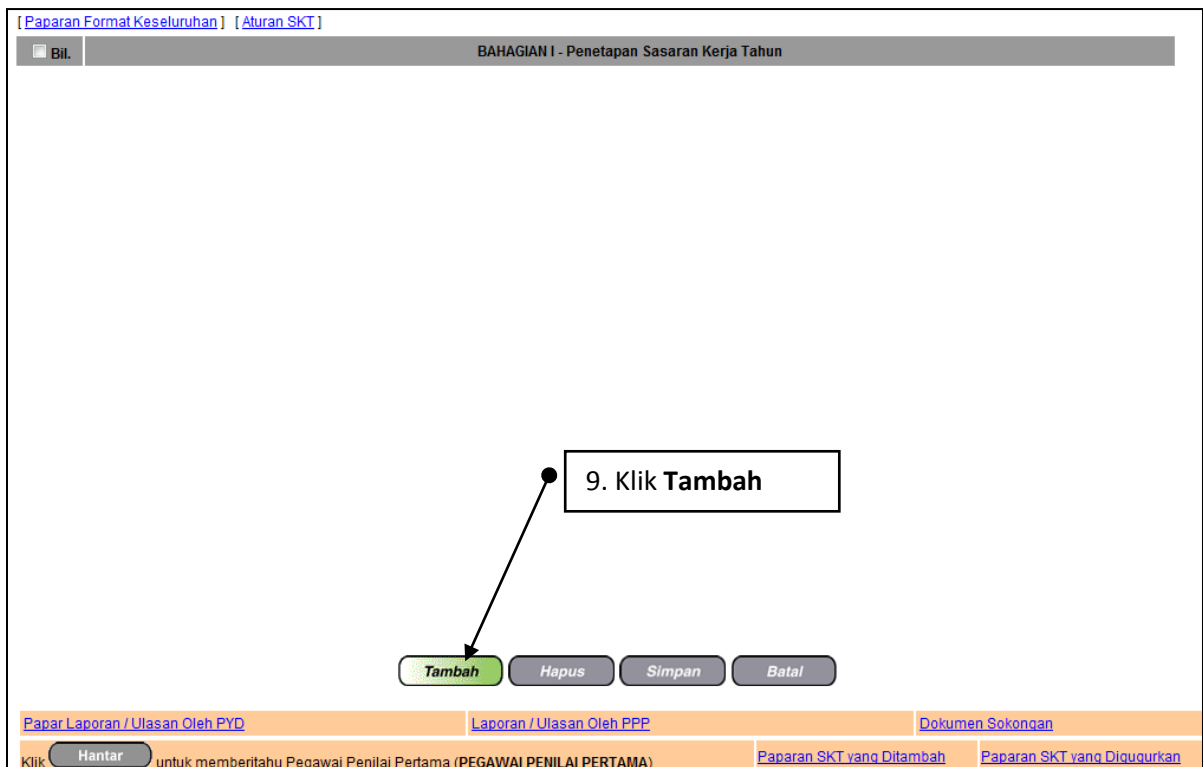 [ Paparan Format Keseluruhan ] [ Aturan SKT ]
Bil. BAHAGIAN I - Penetapan Sasaran Kerja Tahun
9. Klik Tambah
Tambah Hapus Simpan Batal
Papar Laporan / Ulasan Oleh PYD Laporan / Ulasan Oleh PPP Dokumen Sokongan
Klik Hantar untuk memberitahu Pegawai Penilai Pertama (PEGAWAI PENILAI PERTAMA) Paparan SKT yang Ditambah Paparan SKT yang Digugurkan